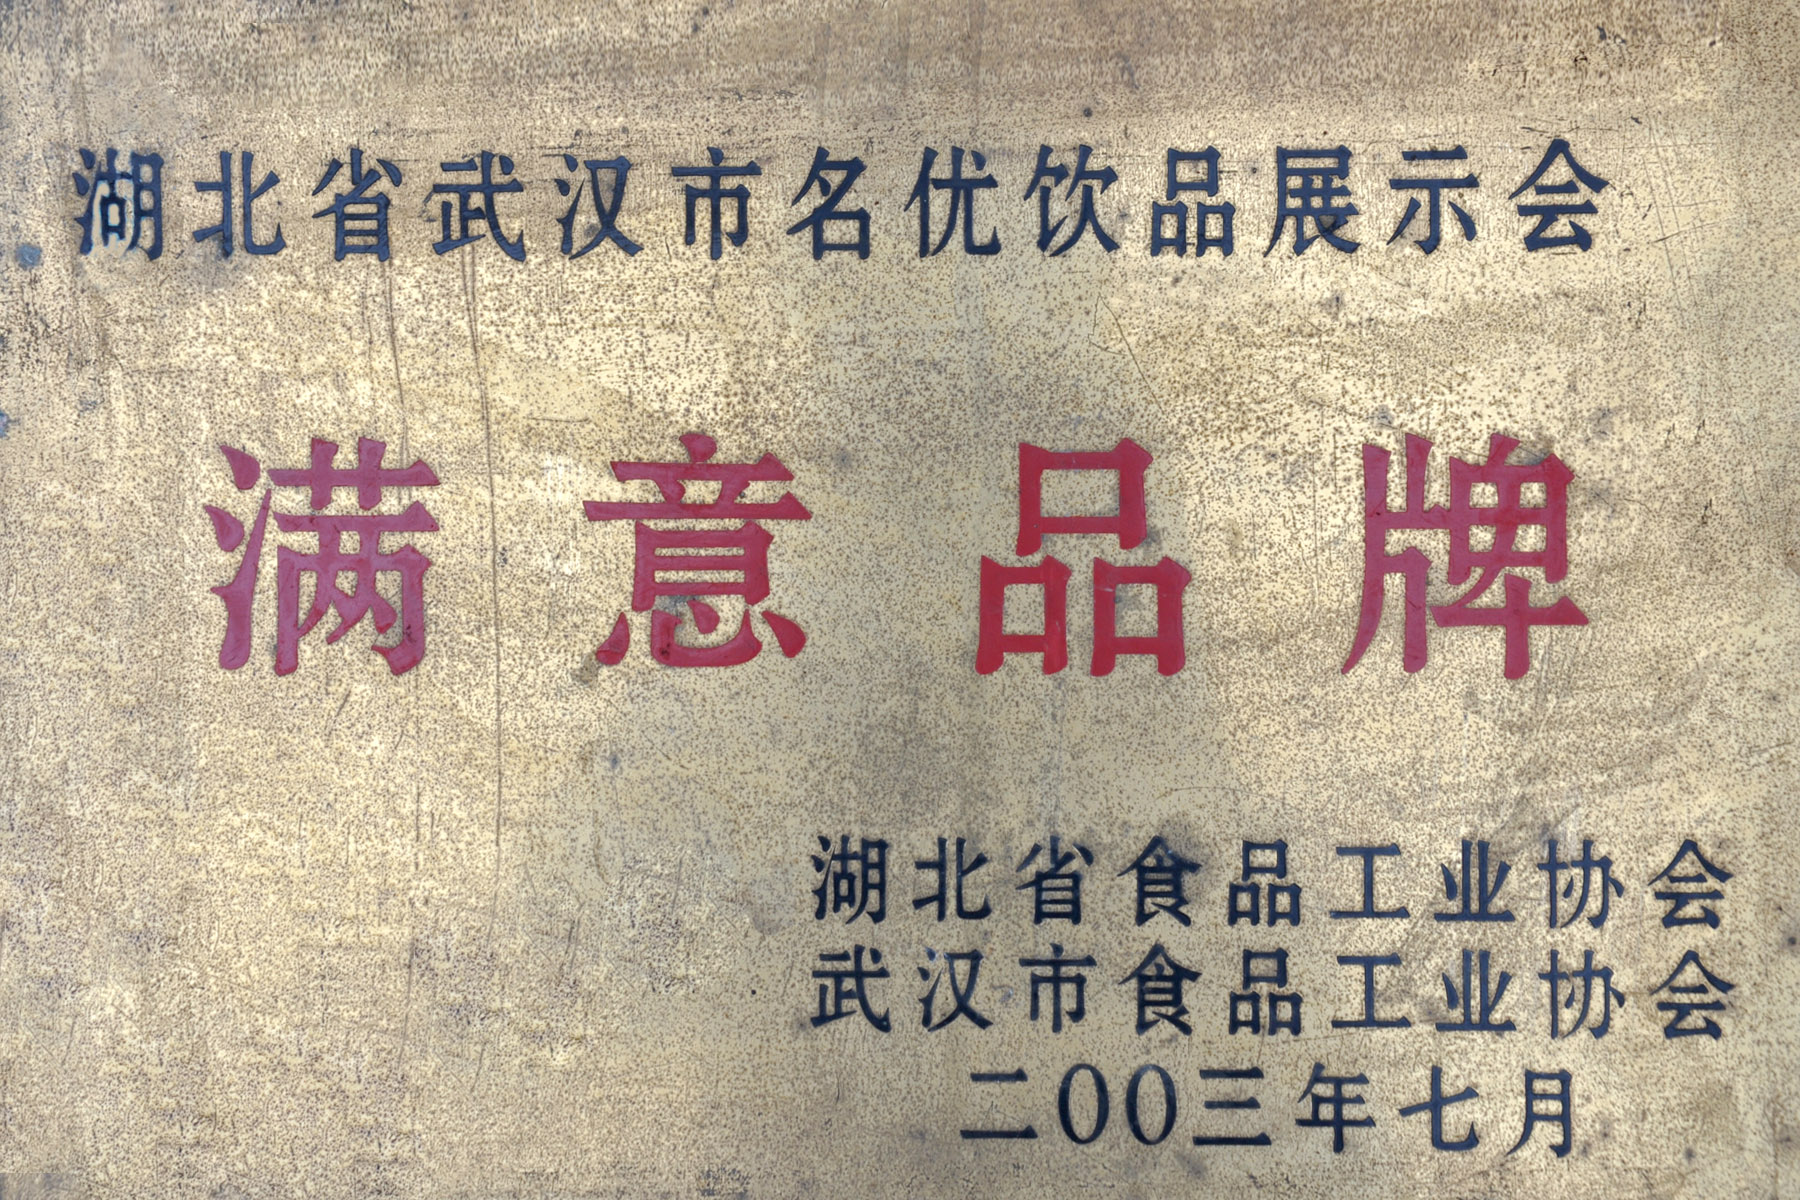 湖北省武汉市名优饮品展示会
满意品牌
湖北省食品工业协会
武汉市食品工业协会
二00三年七月